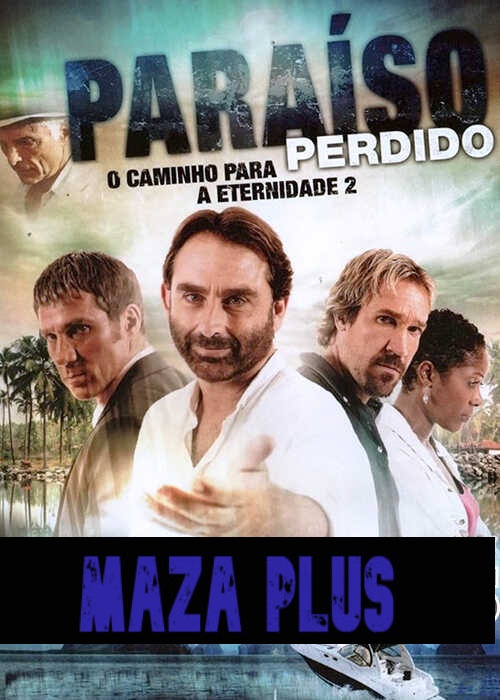 PARAÍSO
PERDIDO
O CAMINHO PARA
A ETERNIDADE 2
MAZA PLUS